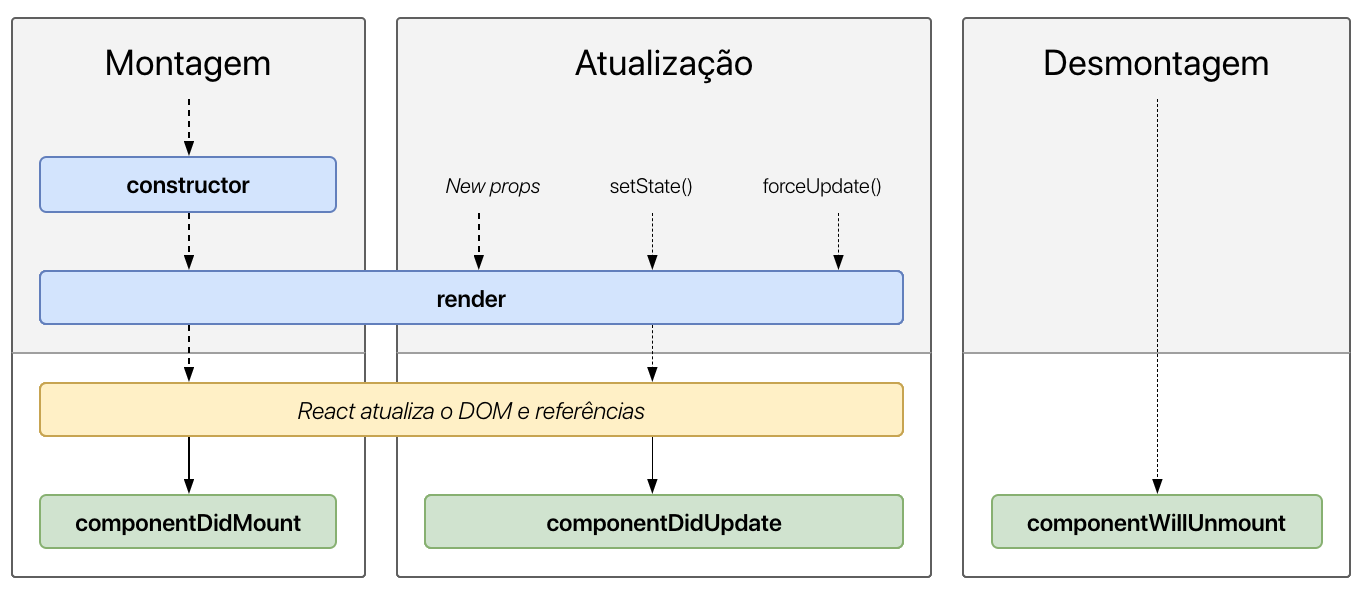 Montagem
Atualização
Desmontagem
constructor
New props
setState()
forceUpdate()
render
React atualiza o DOM e referências
componentDidMount
componentDidUpdate
componentWillUnmount